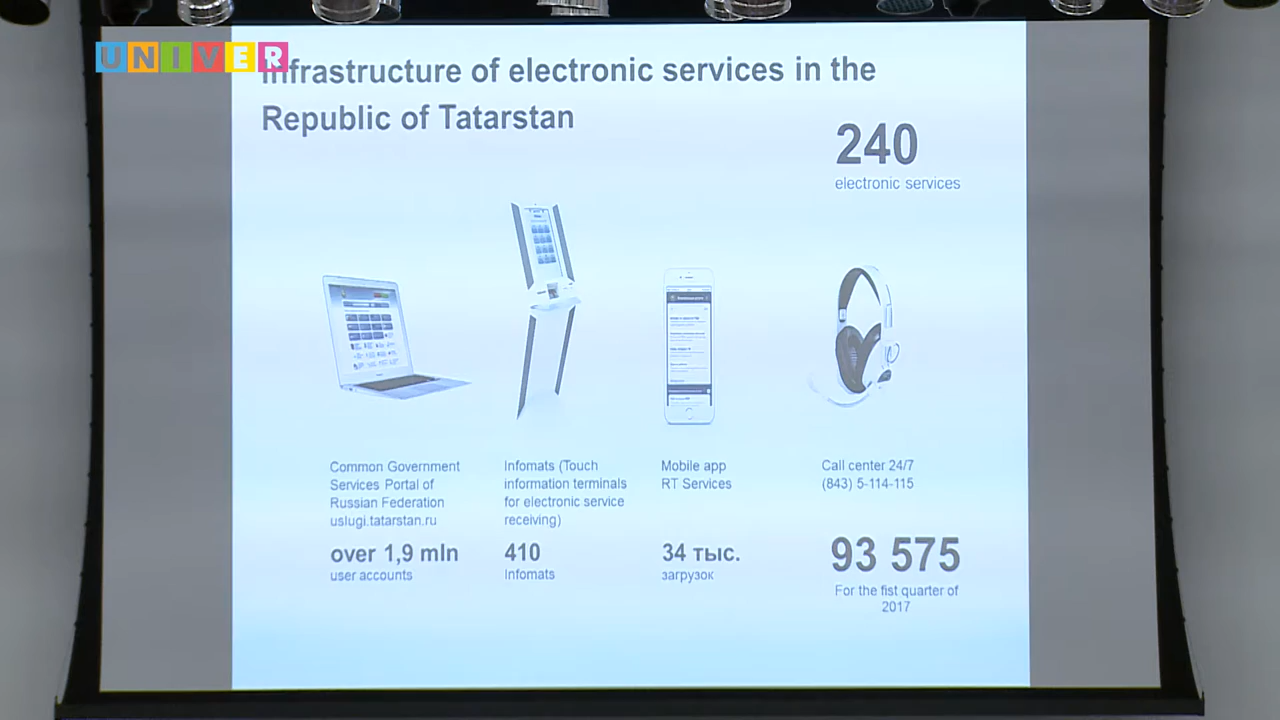 UNIVER
Infrastructure of electronic services in the
Republic of Tatarstan
240
electronic services
Common Government
Services Portal of
Russian Federation
uslugi.tatarstan.ru
over 1,9 mln
user accounts
Infomats (Touch
information terminals
for electronic service
receiving)
410
Infomats
Mobile app
RT Services
34 тыс.
загрузок
Call center 24/7
(843) 5-114-115
93 575
For the fist quarter of
2017